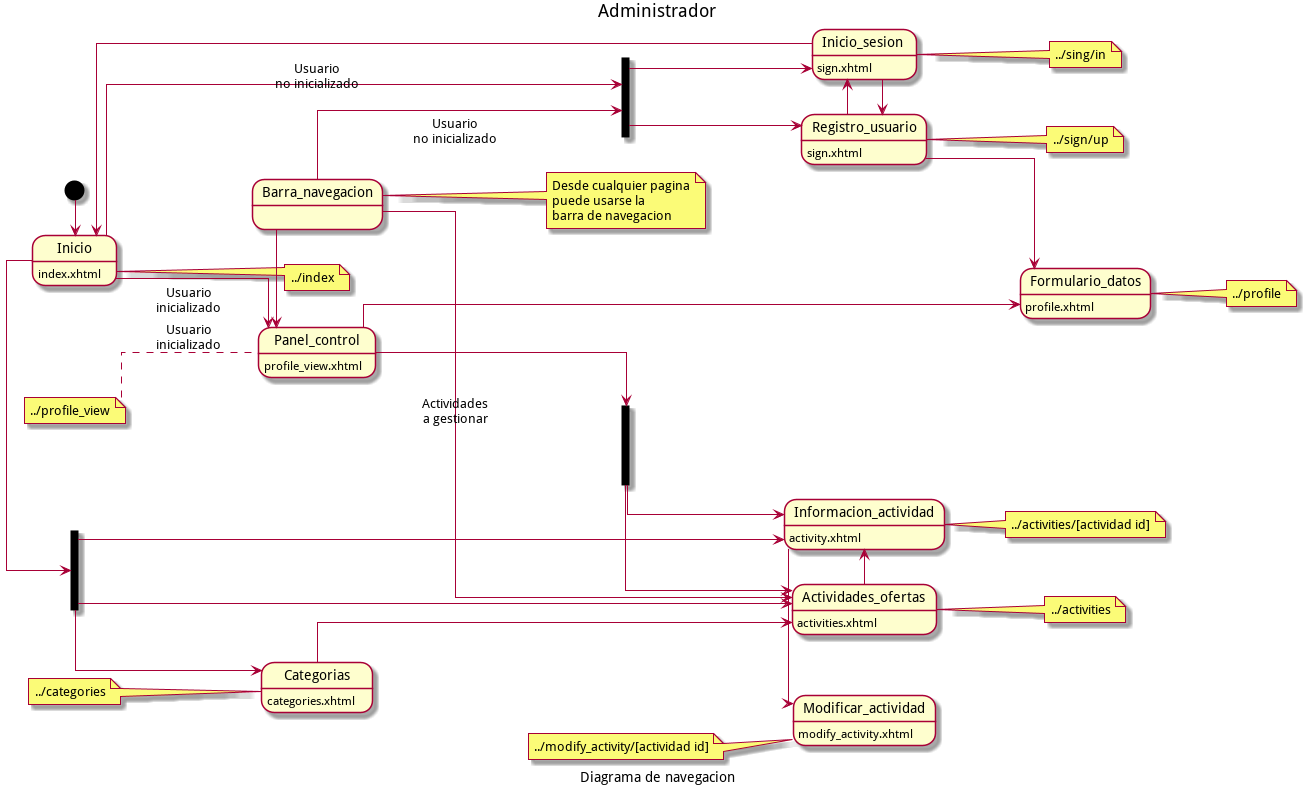 Administrador
Inicio_sesion
sign.xhtml
../sing/in
Usuario
no inicializado
Usuario
no inicializado
Registro_usuario
sign.xhtml
../sign/up
Barra_navegacion
Desde cualquier pagina
puede usarse la
barra de navegacion
Inicio
index.xhtml
../index
Usuario
inicializado
Formulario_datos
profile.xhtml
../profile
Usuario
inicializado
Panel_control
profile_view.xhtml
../profile_view
Actividades
a gestionar
Informacion_actividad
activity.xhtml
../activities/[actividad id]
Actividades_ofertas
activities.xhtml
../activities
Categorias
categories.xhtml
../categories
Modificar_actividad
modify_activity.xhtml
../modify_activity/[actividad id]
Diagrama de navegacion